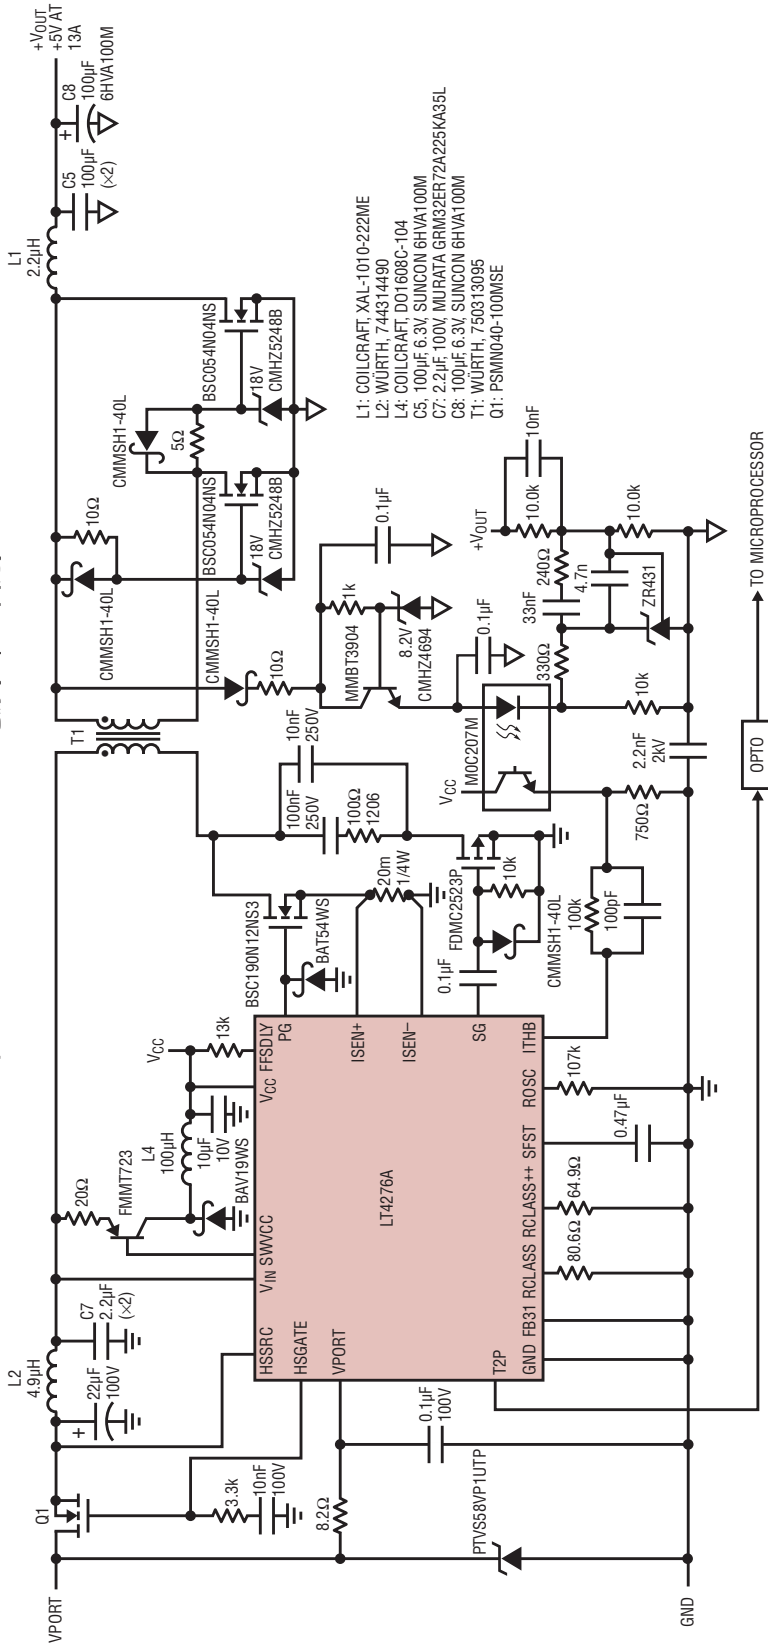 VPORT
Q1
3.3k
10nF
100V
8.2Ω
PTVS58VP1UTP
GND
L2
4.9µH
22µF
100V
+
C7
2.2µF
(×2)
20Ω
FMMT723
L4
100µH
10µF
10V
BAV19WS
VCC
13k
HSSRC
HSGATE
VPORT
T2P
VIN
SWVCC
VCC
FFSDLY
PG
ISEN+
ISEN–
SG
ITHB
LT4276A
GND
FB31
RCLASS
RCLASS++
SFST
ROSC
0.1µF
100V
80.6Ω
64.9Ω
0.47µF
107k
BSC190N12NS3
BAT54WS
20m
1/4W
0.1µF
FDMC2523P
10k
CMMSH1-40L
100k
100pF
T1
100nF
250V
10nF
250V
100Ω
1206
VCC
MOC207M
750Ω
2.2nF
2kV
OPTO
TO MICROPROCESSOR
CMMSH1-40L
10Ω
CMMSH1-40L
10Ω
MMBT3904
1k
0.1µF
8.2V
CMHZ4694
0.1µF
330Ω
10k
33nF
240Ω
4.7n
ZR431
+VOUT
10.0k
10nF
10.0k
BSC054N04NS
18V
CMHZ5248B
CMMSH1-40L
5Ω
BSC054N04NS
18V
CMHZ5248B
L1
2.2µH
C5
100µF
(×2)
+
C8
100µF
6HVA100M
+VOUT
+5V AT
13A
L1: COILCRAFT, XAL-1010-222ME
L2: WÜRTH, 744314490
L4: COILCRAFT, DO1608C-104
C5, 100µF, 6.3V, SUNCON 6HVA100M
C7: 2.2µF, 100V, MURATA GRM32ER72A225KA35L
C8: 100µF, 6.3V, SUNCON 6HVA100M
T1: WÜRTH, 750313095
Q1: PSMN040-100MSE